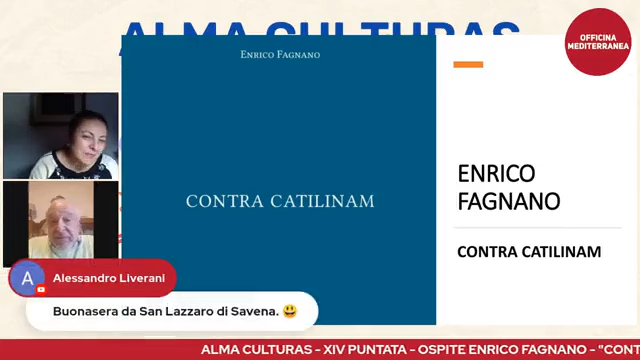 ALMA CULTURAS
OFFICINA
MEDITERRANEA
ENRICO FAGNANO
CONTRA CATILINAM
ENRICO
FAGNANO
CONTRA CATILINAM
A
Alessandro Liverani
Buonasera da San Lazzaro di Savena. 😃
ALMA CULTURAS - XIV PUNTATA - OSPITE ENRICO FAGNANO - "CONT